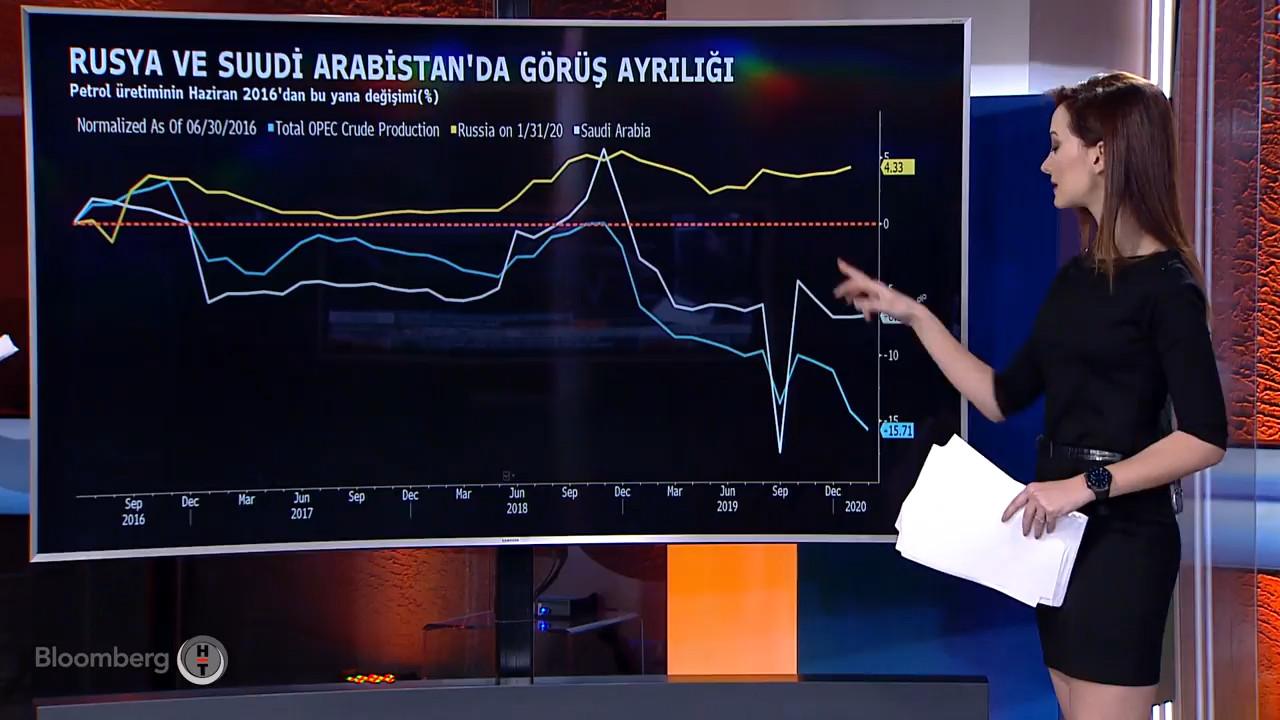 RUSYA VE SUUDİ ARABİSTAN'DA GÖRÜŞ AYRILIĞI
Petrol üretiminin Haziran 2016'dan bu yana değişimi(%)
Normalized As Of 06/30/2016 Total OPEC Crude Production Russia on 1/31/20 Saudi Arabia
5
4.33
0
-10
-15
-15.71
Sep Dec Mar Jun Sep Dec Mar Jun Sep Dec Mar Jun Sep Dec
2016 2017 2018 2019 2020
SAMSUNG
Bloomberg HT